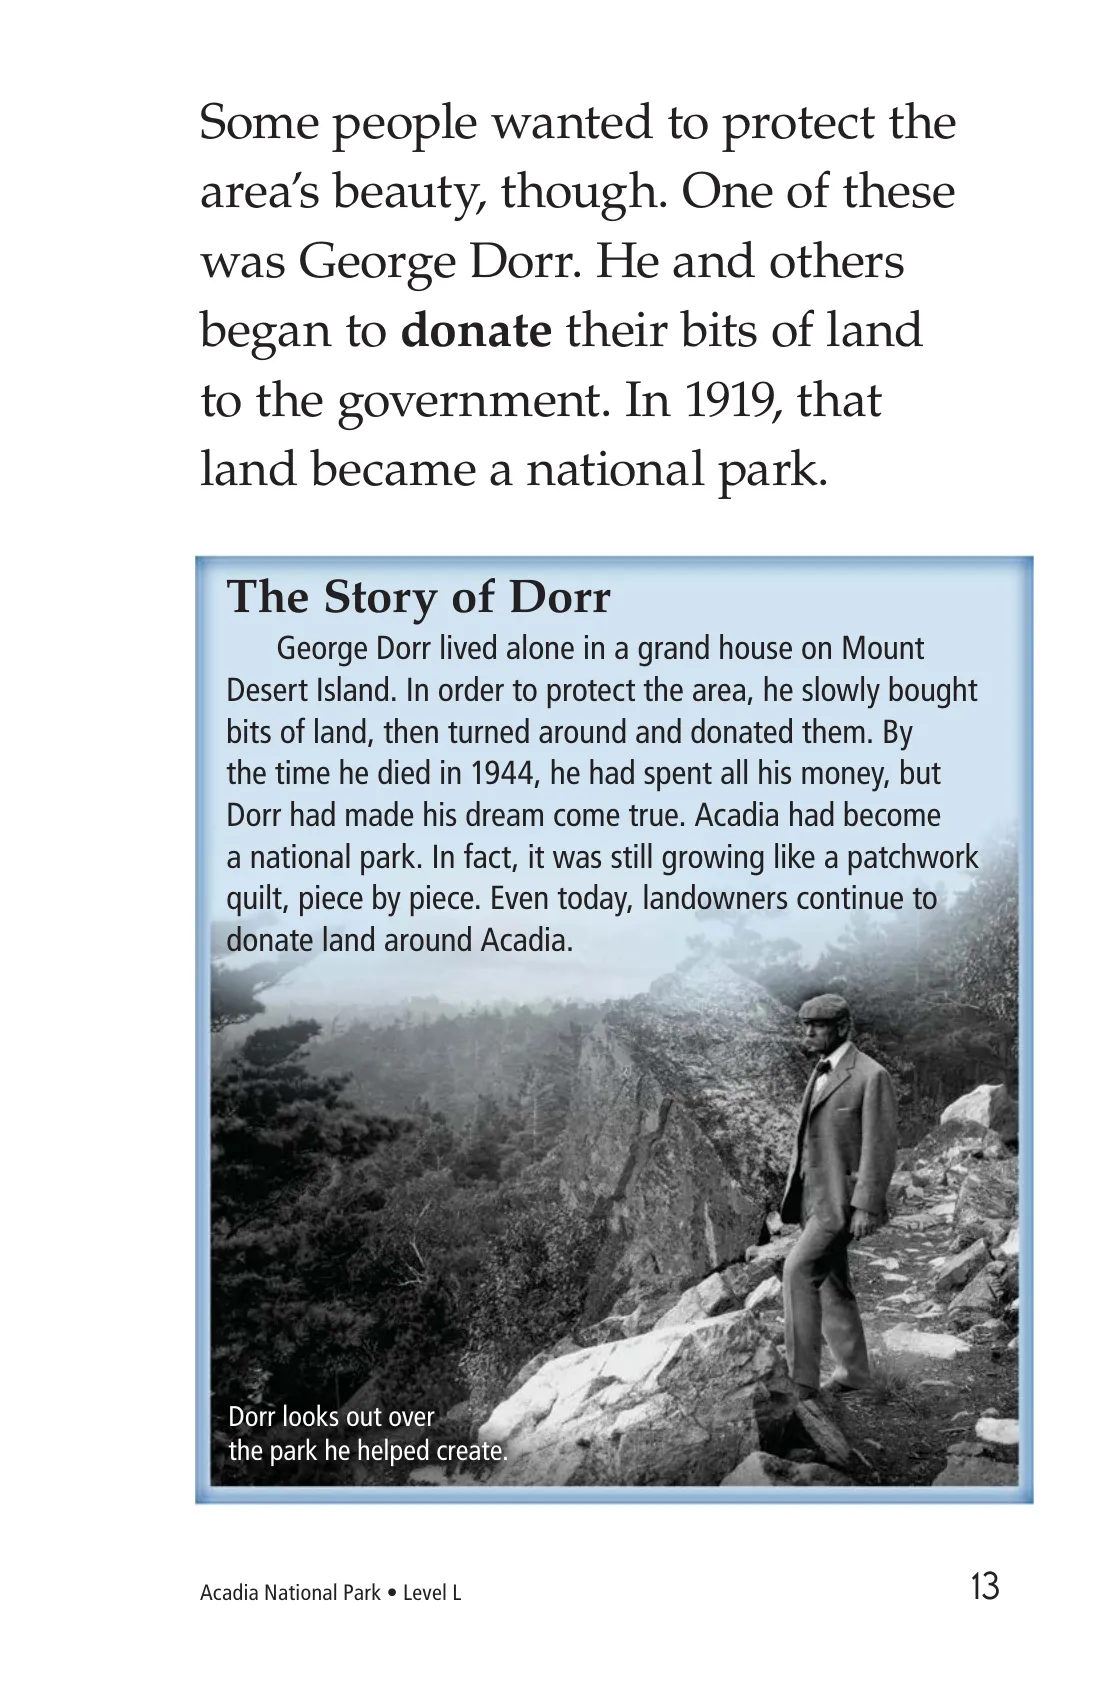 Some people wanted to protect the
area’s beauty, though. One of these
was George Dorr. He and others
began to donate their bits of land
to the government. In 1919, that
land became a national park.
The Story of Dorr
George Dorr lived alone in a grand house on Mount
Desert Island. In order to protect the area, he slowly bought
bits of land, then turned around and donated them. By
the time he died in 1944, he had spent all his money, but
Dorr had made his dream come true. Acadia had become
a national park. In fact, it was still growing like a patchwork
quilt, piece by piece. Even today, landowners continue to
donate land around Acadia.
Dorr looks out over
the park he helped create.
Acadia National Park • Level L
13